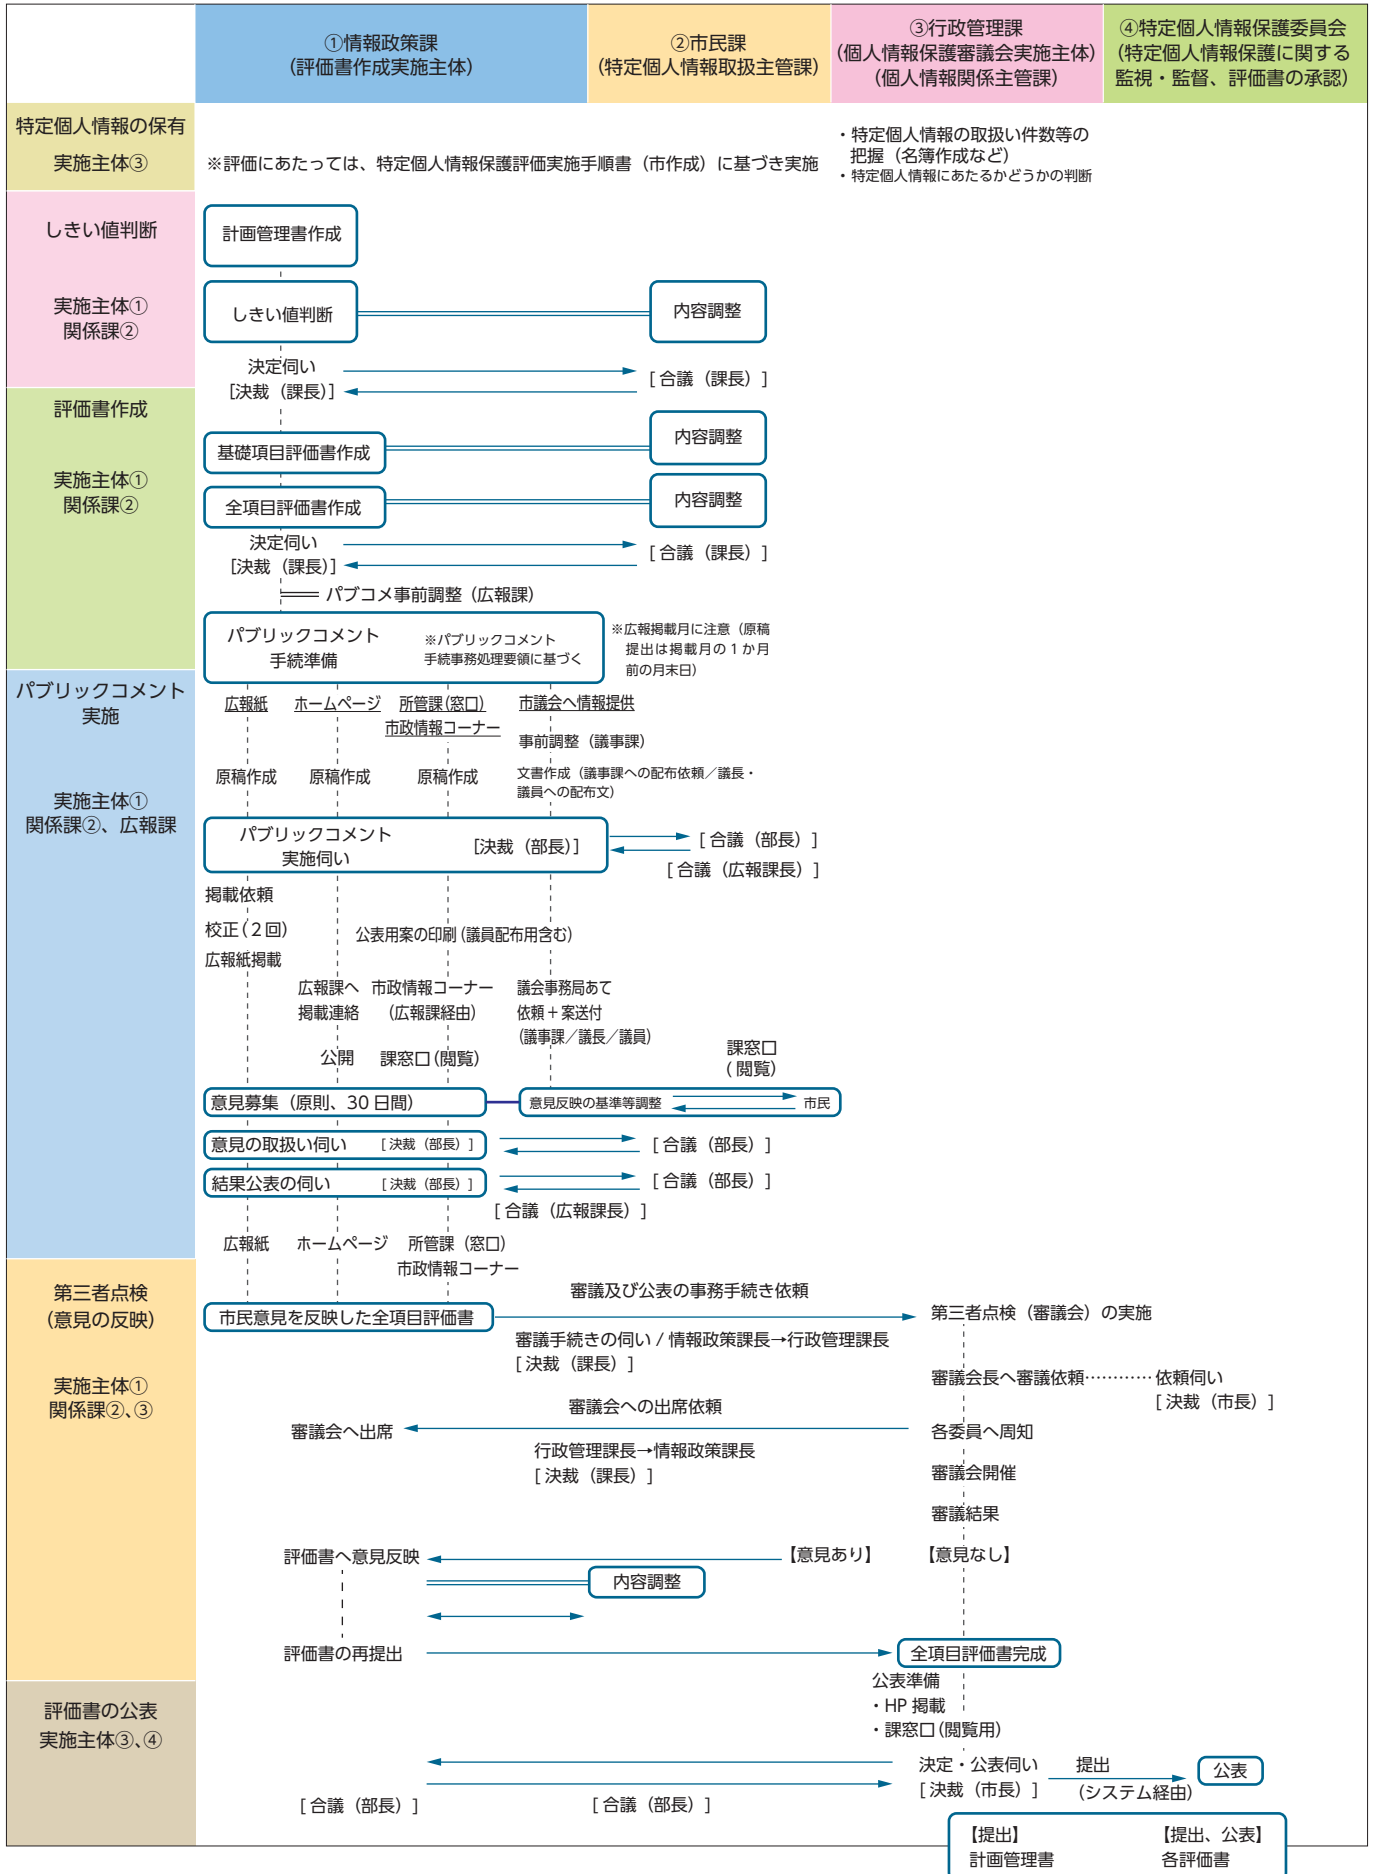 ①情報政策課
(評価書作成実施主体)
②市民課
(特定個人情報取扱主管課)
③行政管理課
(個人情報保護審議会実施主体)
(個人情報関係主管課)
④特定個人情報保護委員会
(特定個人情報保護に関する
監視・監督、評価書の承認)
特定個人情報の保有
実施主体③
※評価にあたっては、特定個人情報保護評価実施手順書（市作成）に基づき実施
・特定個人情報の取扱い件数等の
把握（名簿作成など）
・特定個人情報にあたるかどうかの判断
しきい値判断
実施主体①
関係課②
計画管理書作成
しきい値判断
内容調整
決定伺い
[決裁（課長）]
[ 合議（課長）]
評価書作成
実施主体①
関係課②
基礎項目評価書作成
内容調整
全項目評価書作成
内容調整
決定伺い
[決裁（課長）]
[ 合議（課長）]
パブコメ事前調整（広報課）
パブリックコメント
手続準備
※パブリックコメント
手続事務処理要領に基づく
※広報掲載月に注意（原稿
提出は掲載月の 1 か月
前の月末日）
パブリックコメント
実施
実施主体①
関係課②、広報課
広報紙
ホームページ
所管課(窓口)
市政情報コーナー
市議会へ情報提供
事前調整（議事課）
原稿作成
原稿作成
原稿作成
文書作成（議事課への配布依頼／議長・
議員への配布文）
パブリックコメント
実施伺い
[決裁（部長）]
[ 合議（部長）]
[ 合議（広報課長）]
掲載依頼
校正(２回)
広報紙掲載
公表用案の印刷(議員配布用含む)
広報課へ
掲載連絡
市政情報コーナー
(広報課経由)
議会事務局あて
依頼＋案送付
(議事課／議長／議員)
公開
課窓口(閲覧)
課窓口
( 閲覧)
意見募集（原則、30 日間）
意見反映の基準等調整
市民
意見の取扱い伺い
[ 決裁（部長）]
[ 合議（部長）]
結果公表の伺い
[ 決裁（部長）]
[ 合議（部長）]
[ 合議（広報課長）]
広報紙
ホームページ
所管課（窓口）
市政情報コーナー
第三者点検
(意見の反映)
実施主体①
関係課②、③
市民意見を反映した全項目評価書
審議及び公表の事務手続き依頼
審議手続きの伺い / 情報政策課長→行政管理課長
[ 決裁（課長）]
第三者点検（審議会）の実施
審議会長へ審議依頼…………依頼伺い
[ 決裁（市長）]
審議会への出席依頼
審議会へ出席
各委員へ周知
行政管理課長→情報政策課長
[ 決裁（課長）]
審議会開催
審議結果
評価書へ意見反映
【意見あり】
【意見なし】
内容調整
評価書の再提出
全項目評価書完成
評価書の公表
実施主体③、④
公表準備
・HP 掲載
・課窓口(閲覧用)
決定・公表伺い
[ 決裁（市長）]
提出
(システム経由)
公表
[ 合議（部長）]
[ 合議（部長）]
【提出】
計画管理書
【提出、公表】
各評価書